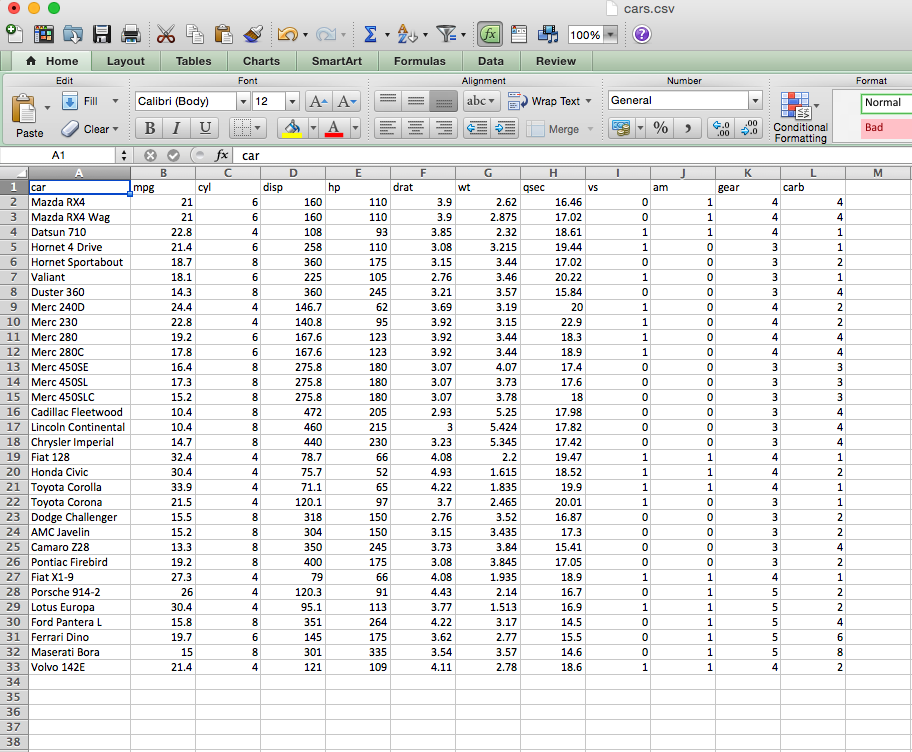 cars.csv
100%
Home Layout Tables Charts SmartArt Formulas Data Review
Edit Font Alignment Number Format
Fill Calibri (Body) 12 abc Wrap Text General Normal
Paste Clear B I U A Merge % Conditional Formatting Bad
A1 fx car
A B C D E F G H I J K L M
1 car mpg cyl disp hp drat wt qsec vs am gear carb
2 Mazda RX4 21 6 160 110 3.9 2.62 16.46 0 1 4 4
3 Mazda RX4 Wag 21 6 160 110 3.9 2.875 17.02 0 1 4 4
4 Datsun 710 22.8 4 108 93 3.85 2.32 18.61 1 1 4 1
5 Hornet 4 Drive 21.4 6 258 110 3.08 3.215 19.44 1 0 3 1
6 Hornet Sportabout 18.7 8 360 175 3.15 3.44 17.02 0 0 3 2
7 Valiant 18.1 6 225 105 2.76 3.46 20.22 1 0 3 1
8 Duster 360 14.3 8 360 245 3.21 3.57 15.84 0 0 3 4
9 Merc 240D 24.4 4 146.7 62 3.69 3.19 20 1 0 4 2
10 Merc 230 22.8 4 140.8 95 3.92 3.15 22.9 1 0 4 2
11 Merc 280 19.2 6 167.6 123 3.92 3.44 18.3 1 0 4 4
12 Merc 280C 17.8 6 167.6 123 3.92 3.44 18.9 1 0 4 4
13 Merc 450SE 16.4 8 275.8 180 3.07 4.07 17.4 0 0 3 3
14 Merc 450SL 17.3 8 275.8 180 3.07 3.73 17.6 0 0 3 3
15 Merc 450SLC 15.2 8 275.8 180 3.07 3.78 18 0 0 3 3
16 Cadillac Fleetwood 10.4 8 472 205 2.93 5.25 17.98 0 0 3 4
17 Lincoln Continental 10.4 8 460 215 3 5.424 17.82 0 0 3 4
18 Chrysler Imperial 14.7 8 440 230 3.23 5.345 17.42 0 0 3 4
19 Fiat 128 32.4 4 78.7 66 4.08 2.2 19.47 1 1 4 1
20 Honda Civic 30.4 4 75.7 52 4.93 1.615 18.52 1 1 4 2
21 Toyota Corolla 33.9 4 71.1 65 4.22 1.835 19.9 1 1 4 1
22 Toyota Corona 21.5 4 120.1 97 3.7 2.465 20.01 1 0 3 1
23 Dodge Challenger 15.5 8 318 150 2.76 3.52 16.87 0 0 3 2
24 AMC Javelin 15.2 8 304 150 3.15 3.435 17.3 0 0 3 2
25 Camaro Z28 13.3 8 350 245 3.73 3.84 15.41 0 0 3 4
26 Pontiac Firebird 19.2 8 400 175 3.08 3.845 17.05 0 0 3 2
27 Fiat X1-9 27.3 4 79 66 4.08 1.935 18.9 1 1 4 1
28 Porsche 914-2 26 4 120.3 91 4.43 2.14 16.7 0 1 5 2
29 Lotus Europa 30.4 4 95.1 113 3.77 1.513 16.9 1 1 5 2
30 Ford Pantera L 15.8 8 351 264 4.22 3.17 14.5 0 1 5 4
31 Ferrari Dino 19.7 6 145 175 3.62 2.77 15.5 0 1 5 6
32 Maserati Bora 15 8 301 335 3.54 3.57 14.6 0 1 5 8
33 Volvo 142E 21.4 4 121 109 4.11 2.78 18.6 1 1 4 2
34
35
36
37
38